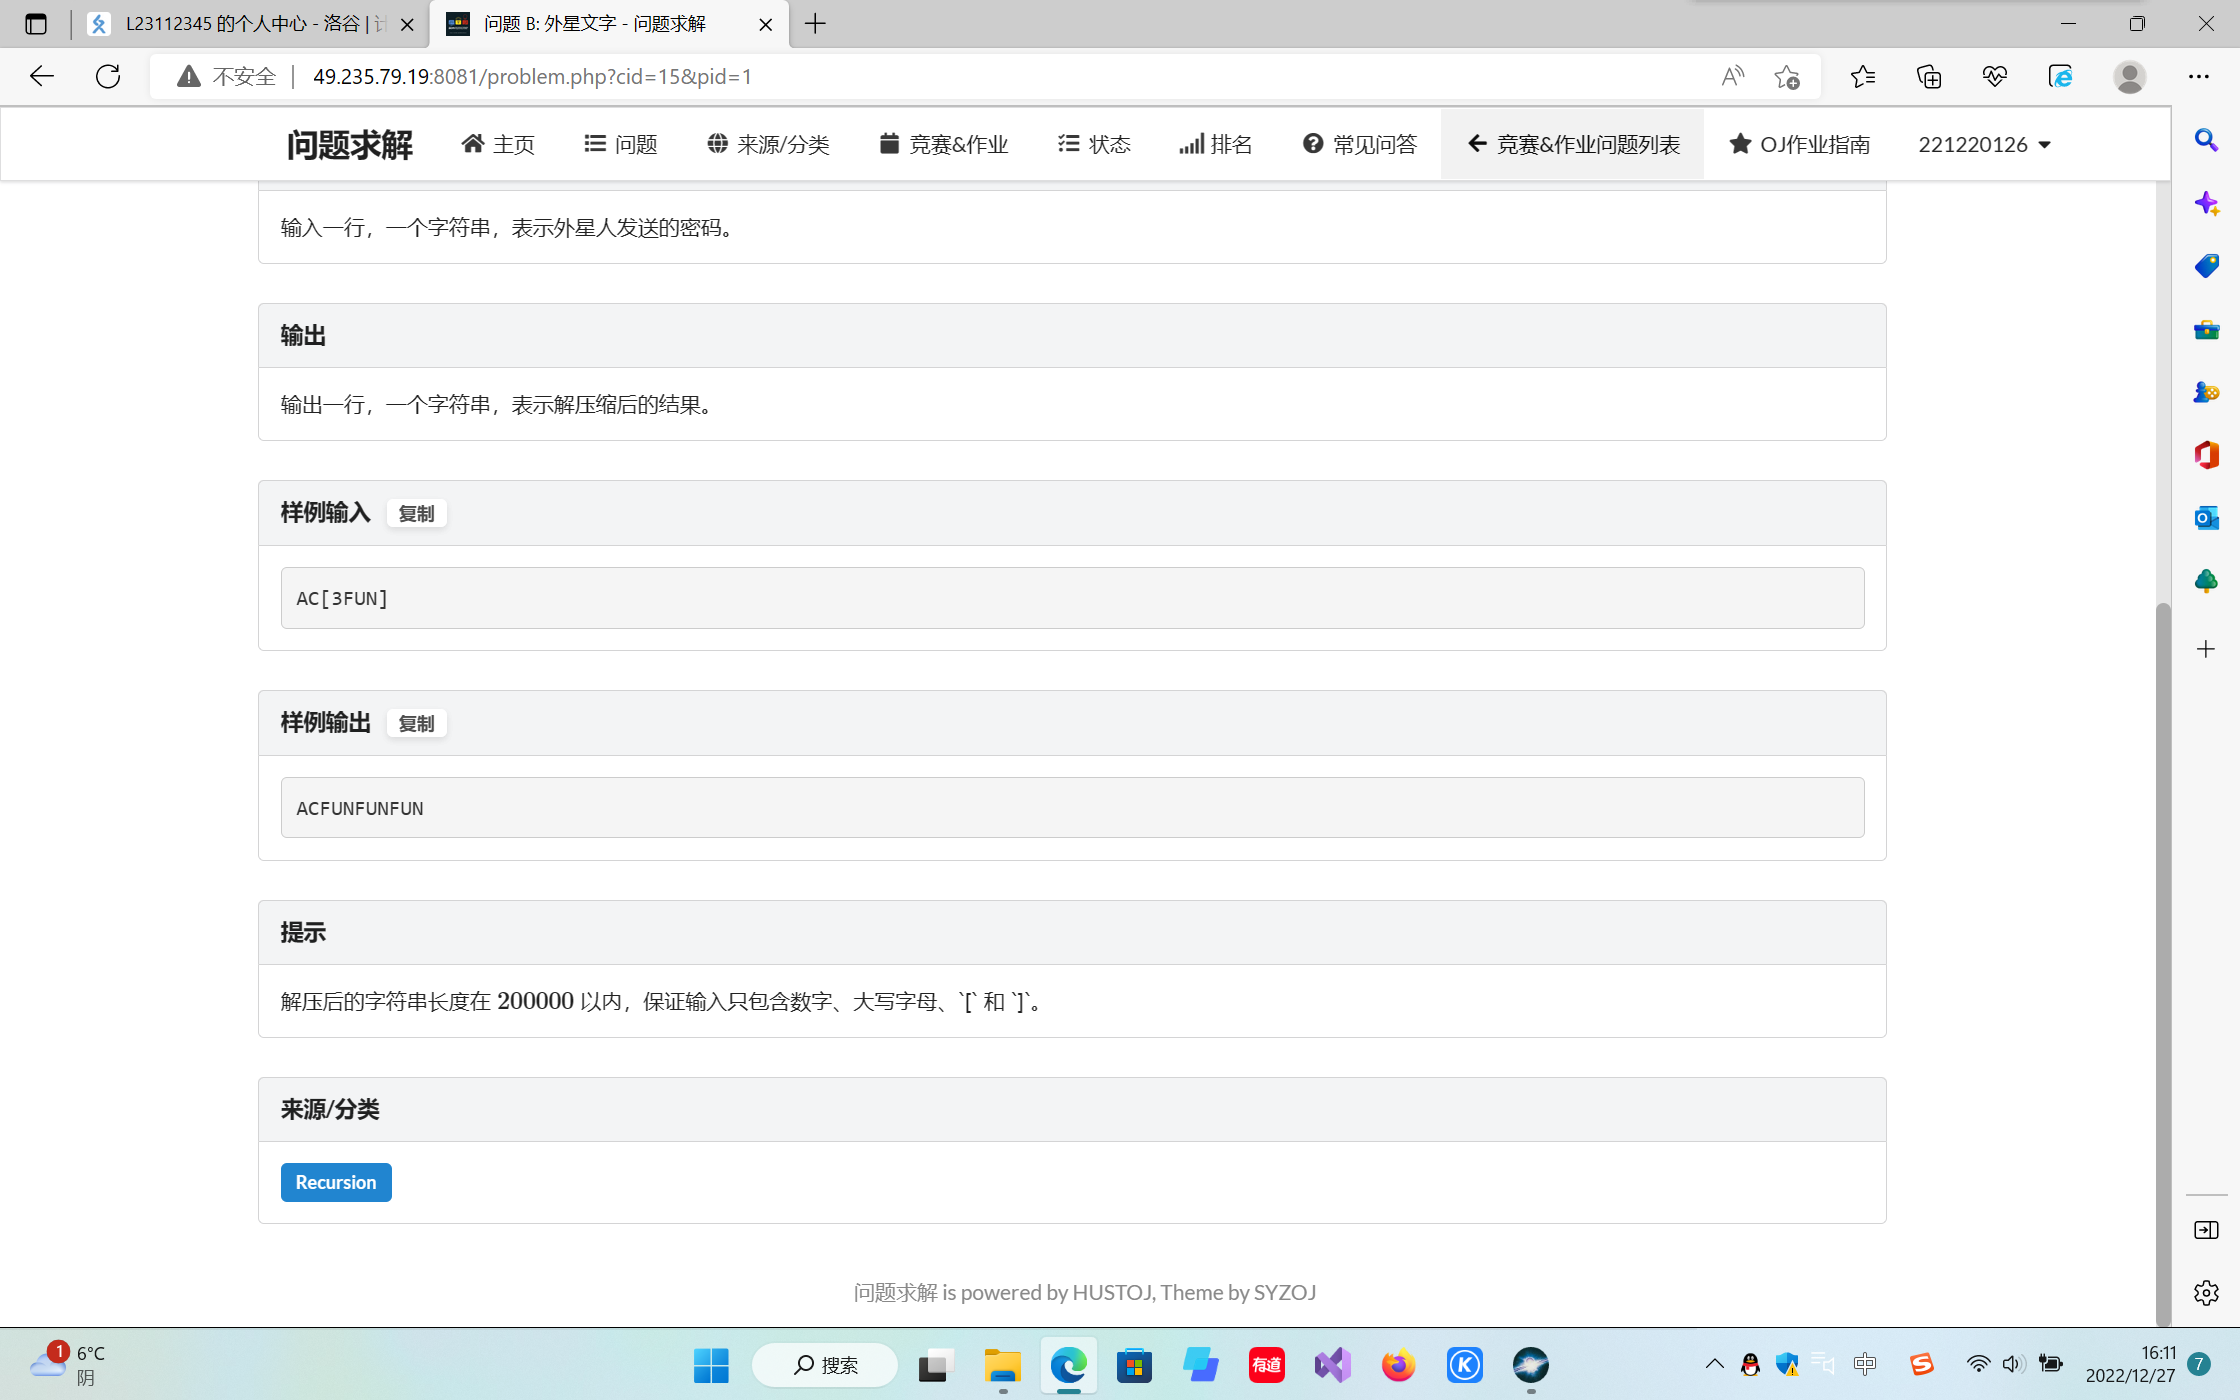 L23112345 的个人中心 - 洛谷 | 计
问题 B: 外星文字 - 问题求解
不安全
49.235.79.19:8081/problem.php?cid=15&pid=1
问题求解 主页 问题 来源/分类 竞赛&作业 状态 排名 常见问答 竞赛&作业问题列表 OJ作业指南 221220126
输入一行，一个字符串，表示外星人发送的密码。
输出
输出一行，一个字符串，表示解压缩后的结果。
样例输入 复制
AC[3FUN]
样例输出 复制
ACFUNFUNFUN
提示
解压后的字符串长度在 200000 以内，保证输入只包含数字、大写字母、`[` 和 `]`。
来源/分类
Recursion
问题求解 is powered by HUSTOJ, Theme by SYZOJ
1
6°C
阴
搜索
有道
中
16:11
2022/12/27
7